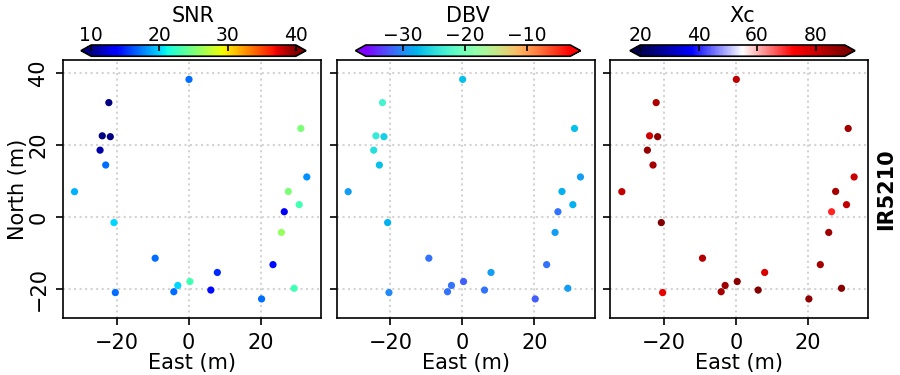 SNR DBV Xc
10 20 30 40 −30 −20 −10 20 40 60 80
40
20
0
−20
North (m)
IR5210
−20 0 20 −20 0 20 −20 0 20
East (m) East (m) East (m)